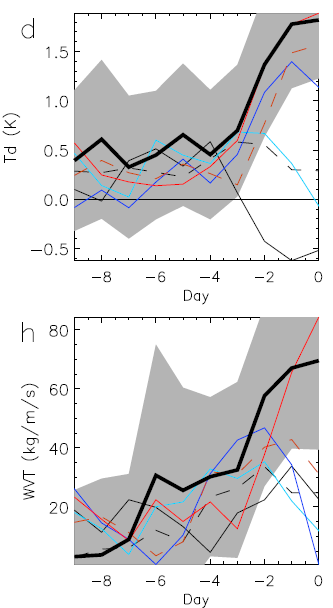 d
1.5
1.0
0.5
0.0
−0.5
Td (K)
−8 −6 −4 −2 0
Day
h
80
60
40
20
WVT (kg/m/s)
−8 −6 −4 −2 0
Day